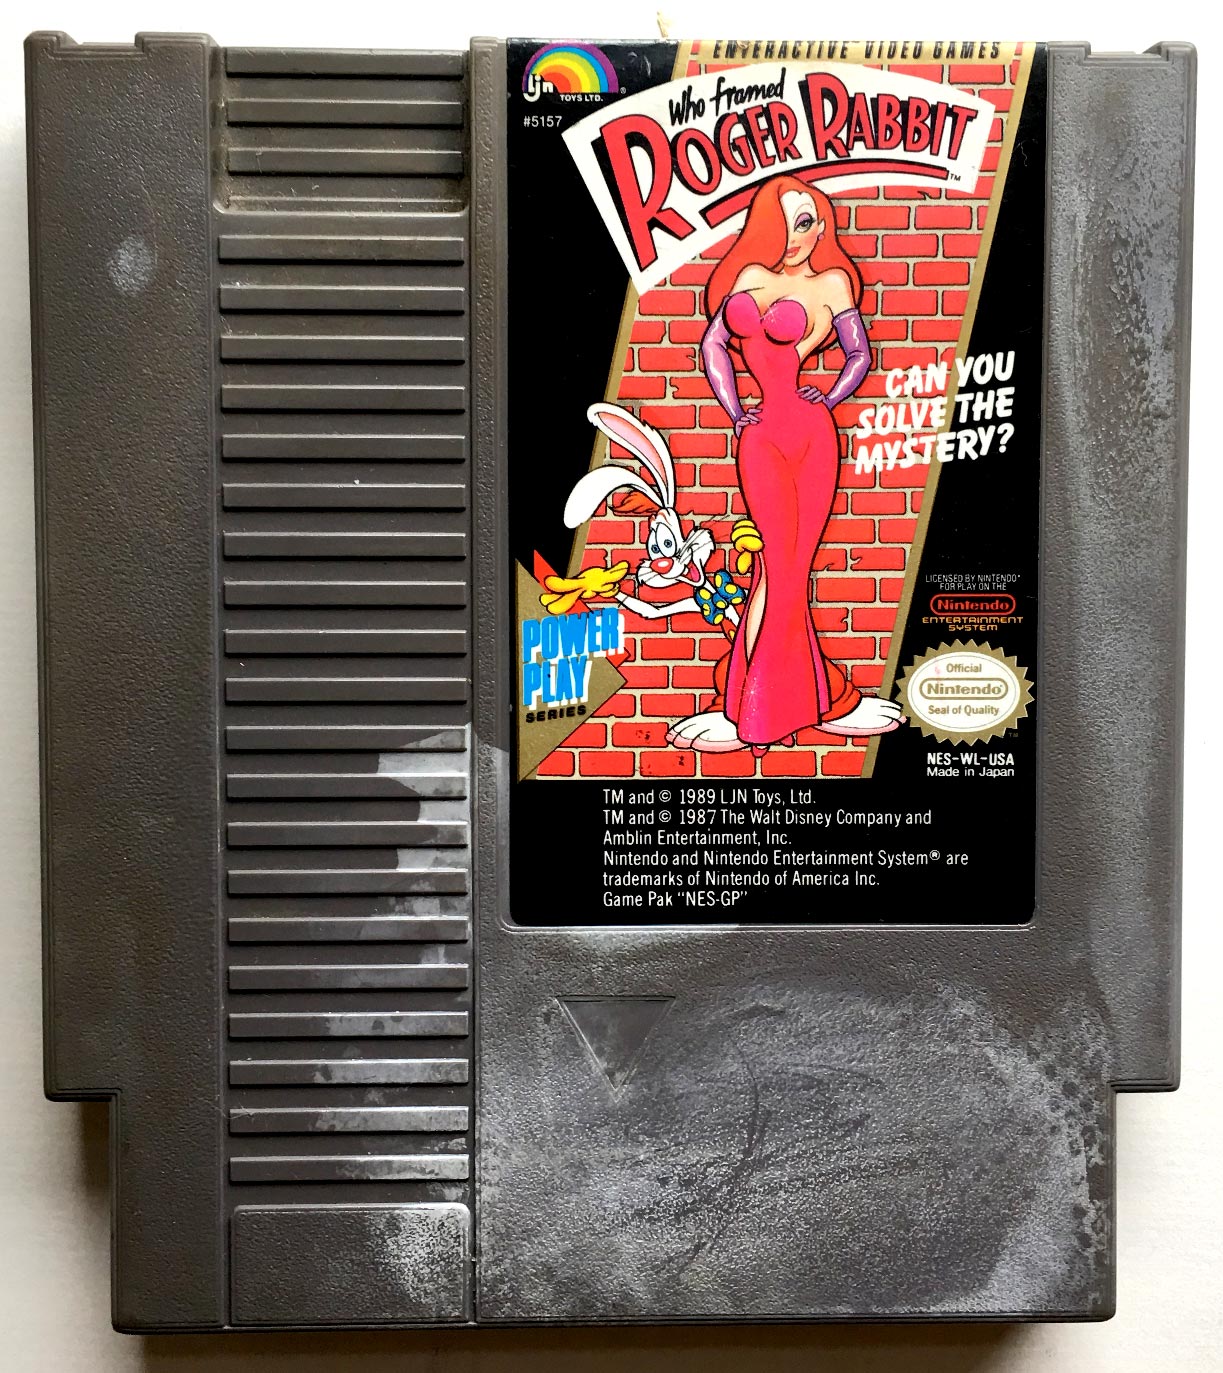 ENTERACTIVE™ VIDEO GAMES
LJN
TOYS LTD.®
#5157
Who framed
ROGER RABBIT™
CAN YOU
SOLVE THE
MYSTERY?
POWER
PLAY
SERIES
LICENSED BY NINTENDO®
FOR PLAY ON THE
Nintendo
ENTERTAINMENT
SYSTEM
Official
Nintendo®
Seal of Quality
TM
NES-WL-USA
Made in Japan
TM and © 1989 LJN Toys, Ltd.
TM and © 1987 The Walt Disney Company and
Amblin Entertainment, Inc.
Nintendo and Nintendo Entertainment System® are
trademarks of Nintendo of America Inc.
Game Pak "NES-GP"